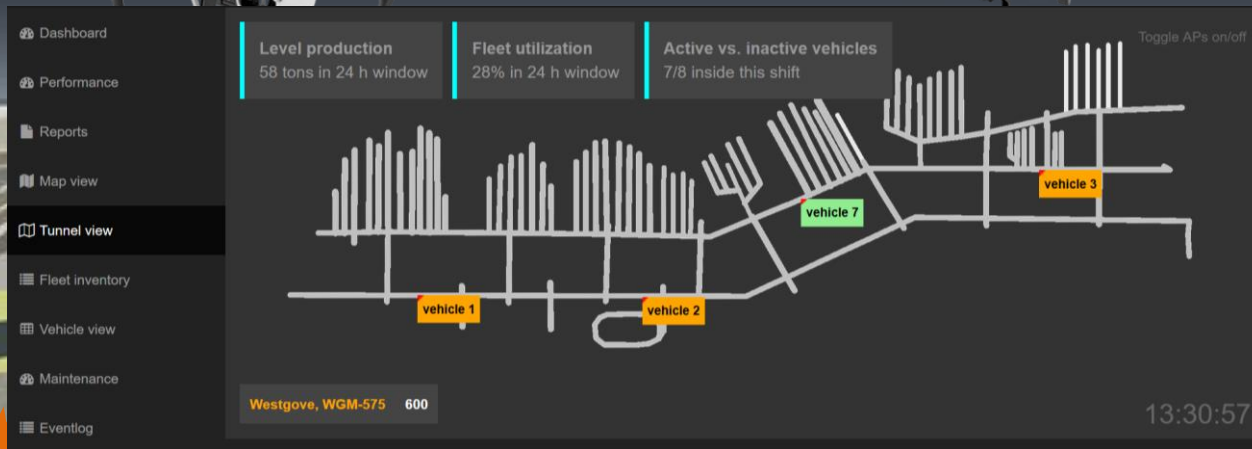 Dashboard
Performance
Reports
Map view
Tunnel view
Fleet inventory
Vehicle view
Maintenance
Eventlog
Level production
58 tons in 24 h window
Fleet utilization
28% in 24 h window
Active vs. inactive vehicles
7/8 inside this shift
Toggle APs on/off
vehicle 3
vehicle 7
vehicle 1
vehicle 2
Westgove, WGM-575 600
13:30:57